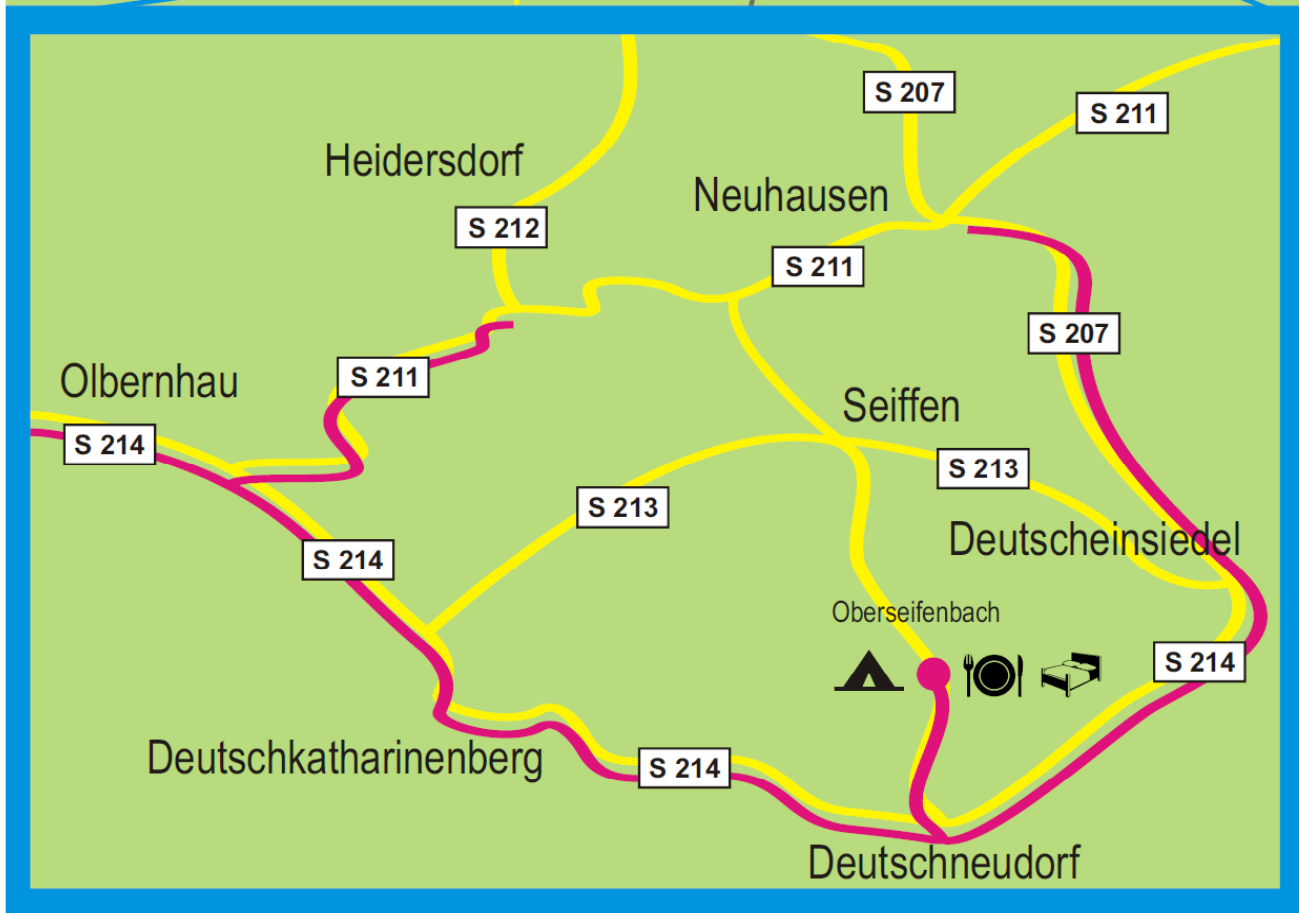 S 207
S 211
Heidersdorf
Neuhausen
S 212
S 211
S 207
Olbernhau
S 211
Seiffen
S 214
S 213
S 213
Deutscheinsiedel
S 214
Oberseifenbach
S 214
Deutschkatharinenberg
S 214
Deutschneudorf